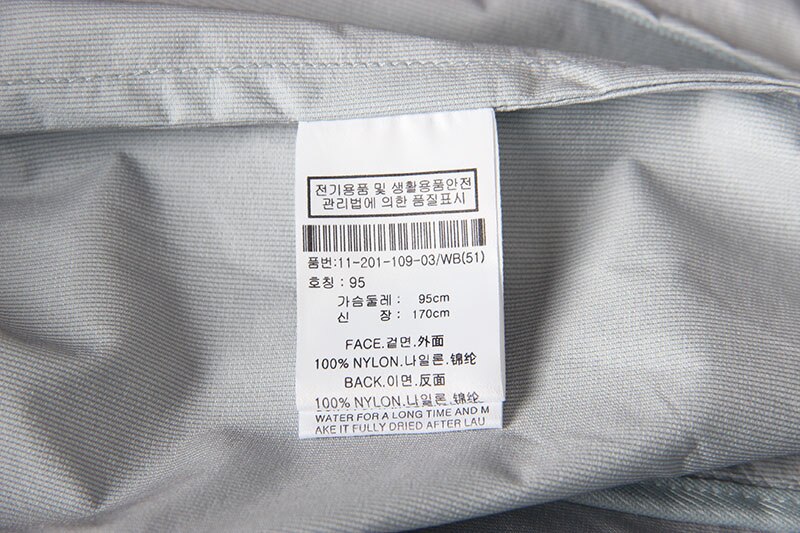 전기용품 및 생활용품안전
관리법에 의한 품질표시
품번:11-201-109-03/WB(51)
호칭 : 95
가슴둘레 : 95cm
신 장 : 170cm
FACE.겉면.外面
100% NYLON.나일론.锦纶
BACK.이면.反面
100% NYLON.나일론.锦纶
WATER FOR A LONG TIME AND M
AKE IT FULLY DRIED AFTER LAU